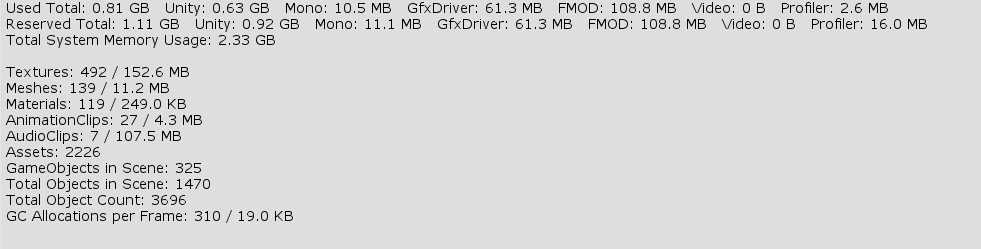 Used Total: 0.81 GB   Unity: 0.63 GB   Mono: 10.5 MB   GfxDriver: 61.3 MB   FMOD: 108.8 MB   Video: 0 B   Profiler: 2.6 MB
Reserved Total: 1.11 GB   Unity: 0.92 GB   Mono: 11.1 MB   GfxDriver: 61.3 MB   FMOD: 108.8 MB   Video: 0 B   Profiler: 16.0 MB
Total System Memory Usage: 2.33 GB
Textures: 492 / 152.6 MB
Meshes: 139 / 11.2 MB
Materials: 119 / 249.0 KB
AnimationClips: 27 / 4.3 MB
AudioClips: 7 / 107.5 MB
Assets: 2226
GameObjects in Scene: 325
Total Objects in Scene: 1470
Total Object Count: 3696
GC Allocations per Frame: 310 / 19.0 KB